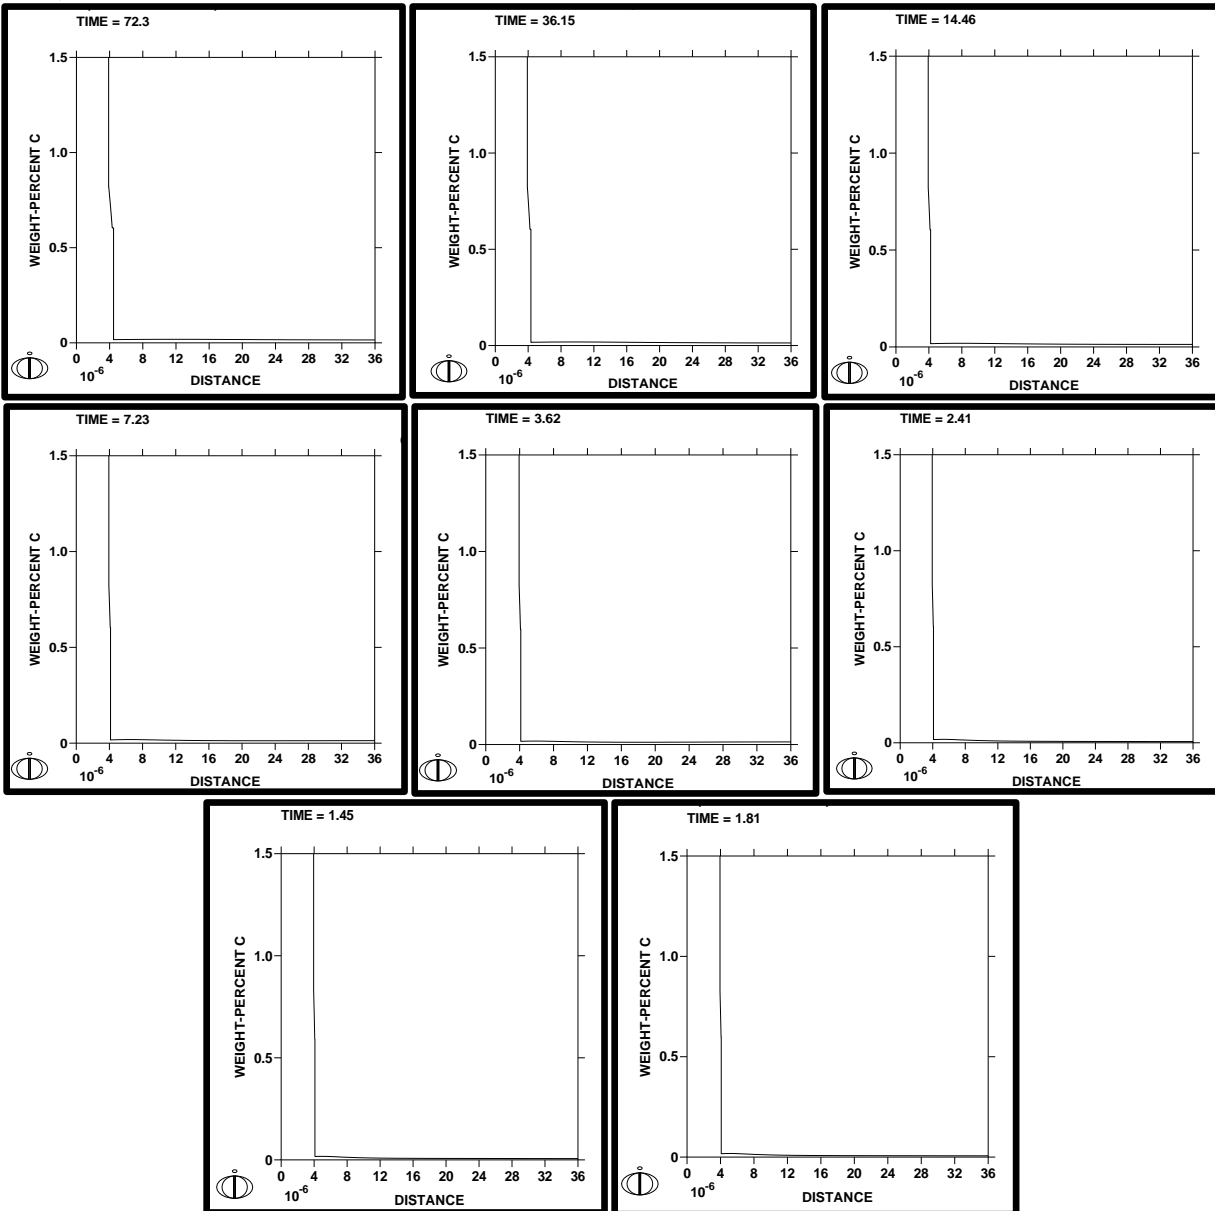 TIME = 72.3
WEIGHT-PERCENT C
1.5
1.0
0.5
0
0 4 8 12 16 20 24 28 32 36
10-6
DISTANCE
TIME = 36.15
WEIGHT-PERCENT C
1.5
1.0
0.5
0
0 4 8 12 16 20 24 28 32 36
10-6
DISTANCE
TIME = 14.46
WEIGHT-PERCENT C
1.5
1.0
0.5
0
0 4 8 12 16 20 24 28 32 36
10-6
DISTANCE
TIME = 7.23
WEIGHT-PERCENT C
1.5
1.0
0.5
0
0 4 8 12 16 20 24 28 32 36
10-6
DISTANCE
TIME = 3.62
WEIGHT-PERCENT C
1.5
1.0
0.5
0
0 4 8 12 16 20 24 28 32 36
10-6
DISTANCE
TIME = 2.41
WEIGHT-PERCENT C
1.5
1.0
0.5
0
0 4 8 12 16 20 24 28 32 36
10-6
DISTANCE
TIME = 1.45
WEIGHT-PERCENT C
1.5
1.0
0.5
0
0 4 8 12 16 20 24 28 32 36
10-6
DISTANCE
TIME = 1.81
WEIGHT-PERCENT C
1.5
1.0
0.5
0
0 4 8 12 16 20 24 28 32 36
10-6
DISTANCE